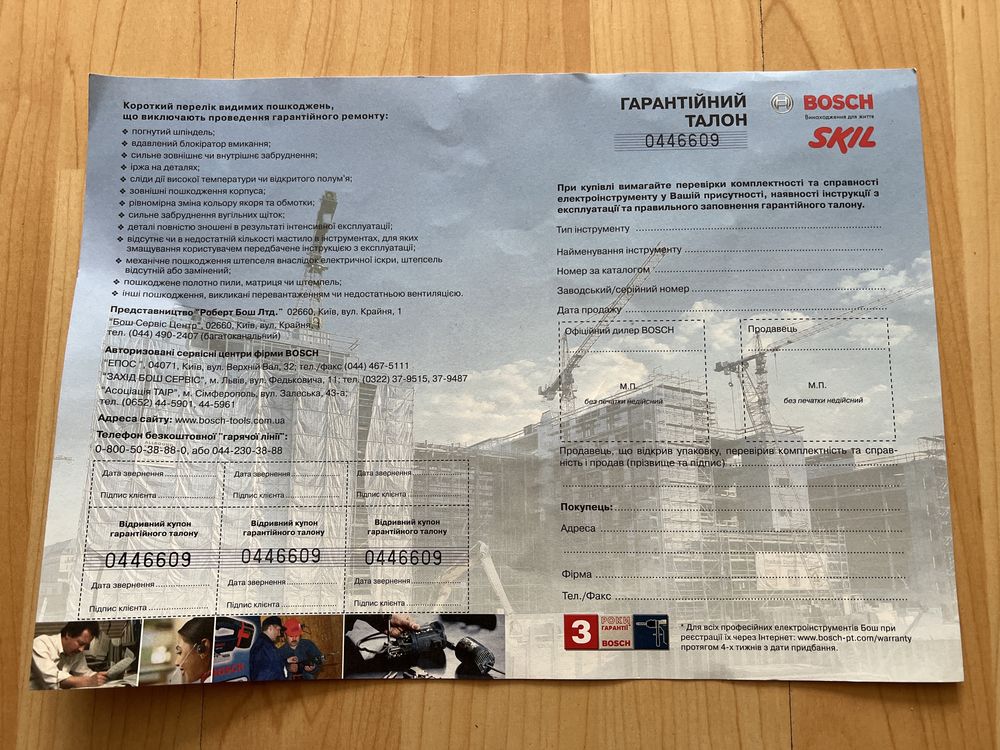 Короткий перелік видимих пошкоджень,
що виключають проведення гарантійного ремонту:
❖ погнутий шпіндель;
❖ вдавлений блокіратор вмикання;
❖ сильне зовнішнє чи внутрішнє забруднення;
❖ іржа на деталях;
❖ сліди дії високої температури чи відкритого полум'я;
❖ зовнішні пошкодження корпуса;
❖ рівномірна зміна кольору якоря та обмотки;
❖ сильне забруднення вугільних щіток;
❖ деталі повністю зношені в результаті інтенсивної експлуатації;
❖ відсутнє чи в недостатній кількості мастило в інструментах, для яких
змащування користувачем передбачене інструкцією з експлуатації;
❖ механічне пошкодження штепселя внаслідок електричної іскри, штепсель
відсутній або замінений;
❖ пошкоджене полотно пили, матриця чи штемпель;
❖ інші пошкодження, викликані перевантаженням чи недостатньою вентиляцією.
Представництво "Роберт Бош Лтд." 02660, Київ, вул. Крайня, 1
"Бош Сервіс Центр", 02660, Київ, вул. Крайня,
тел. (044) 490-2407 (багатоканальний)
Авторизовані сервісні центри фірми BOSCH
"ЕПОС", 04071, Київ, вул. Верхній Вал, 32; тел./факс (044) 467-5111
"ЗАХІД БОШ СЕРВІС", м. Львів, вул. Федьковича, 11; тел. (0322) 37-9515, 37-9487
"Асоціація ТАІР", м. Сімферополь, вул. Залеська, 43-а;
тел. (0652) 44-5901, 44-5961
Адреса сайту: www.bosch-tools.com.ua
Телефон безкоштовної "гарячої лінії":
0-800-50-38-88-0, або 044-230-38-88
Дата звернення Дата звернення Дата звернення
Підпис клієнта Підпис клієнта Підпис клієнта
Відривний купон Відривний купон Відривний купон
гарантійного талону гарантійного талону гарантійного талону
0446609 0446609 0446609
Дата звернення Дата звернення Дата звернення
Підпис клієнта Підпис клієнта Підпис клієнта
BOSCH
ГАРАНТІЙНИЙ
ТАЛОН
0446609
BOSCH
Винаходження для життя
SKIL
При купівлі вимагайте перевірки комплектності та справності
електроінструменту у Вашій присутності, наявності інструкції з
експлуатації та правильного заповнення гарантійного талону.
Тип інструменту
Найменування інструменту
Номер за каталогом
Заводський/серійний номер
Дата продажу
Офіційний дилер BOSCH Продавець
М.П. М.П.
без печатки недійсний без печатки недійсний
Продавець, що відкрив упаковку, перевірив комплектність та справ-
ність і продав (прізвище та підпис)
Покупець:
Адреса
Фірма
Тел./Факс
3 РОКИ
ГАРАНТІЇ
BOSCH
* Для всіх професійних електроінструментів Бош при
реєстрації їх через Інтернет: www.bosch-pt.com/warranty
протягом 4-х тижнів з дати придбання.